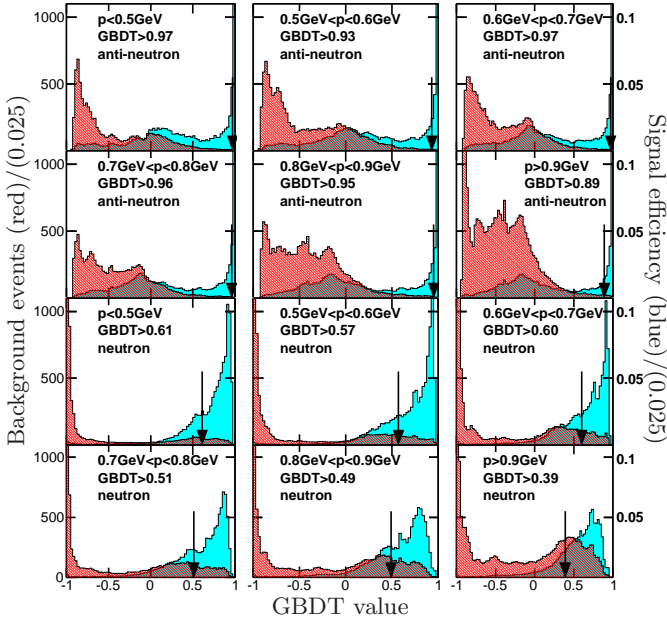 p<0.5GeV
GBDT>0.97
anti-neutron
0.5GeV<p<0.6GeV
GBDT>0.93
anti-neutron
0.6GeV<p<0.7GeV
GBDT>0.97
anti-neutron
1000
500
0.1
0.05
0.7GeV<p<0.8GeV
GBDT>0.96
anti-neutron
0.8GeV<p<0.9GeV
GBDT>0.95
anti-neutron
p>0.9GeV
GBDT>0.89
anti-neutron
1000
500
0.1
0.05
p<0.5GeV
GBDT>0.61
neutron
0.5GeV<p<0.6GeV
GBDT>0.57
neutron
0.6GeV<p<0.7GeV
GBDT>0.60
neutron
1000
500
0.1
0.05
0.7GeV<p<0.8GeV
GBDT>0.51
neutron
0.8GeV<p<0.9GeV
GBDT>0.49
neutron
p>0.9GeV
GBDT>0.39
neutron
1000
500
0
0.1
0.05
-1 -0.5 0 0.5 1
-1 -0.5 0 0.5 1
-1 -0.5 0 0.5 1
GBDT value
Background events (red)/(0.025)
Signal efficiency (blue)/(0.025)